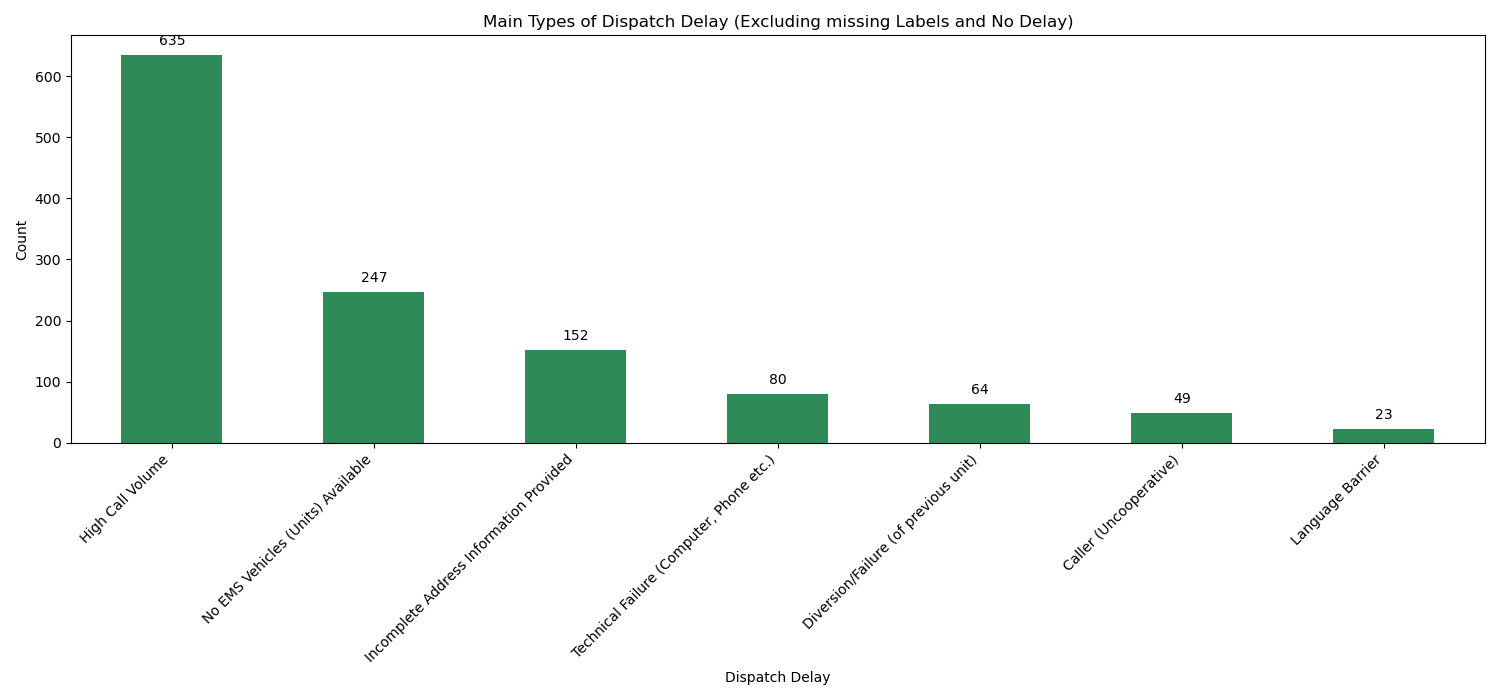 Main Types of Dispatch Delay (Excluding missing Labels and No Delay)
Count
600
500
400
300
200
100
0
635
247
152
80
64
49
23
High Call Volume
No EMS Vehicles (Units) Available
Incomplete Address Information Provided
Technical Failure (Computer, Phone etc.)
Diversion/Failure (of previous unit)
Caller (Uncooperative)
Language Barrier
Dispatch Delay